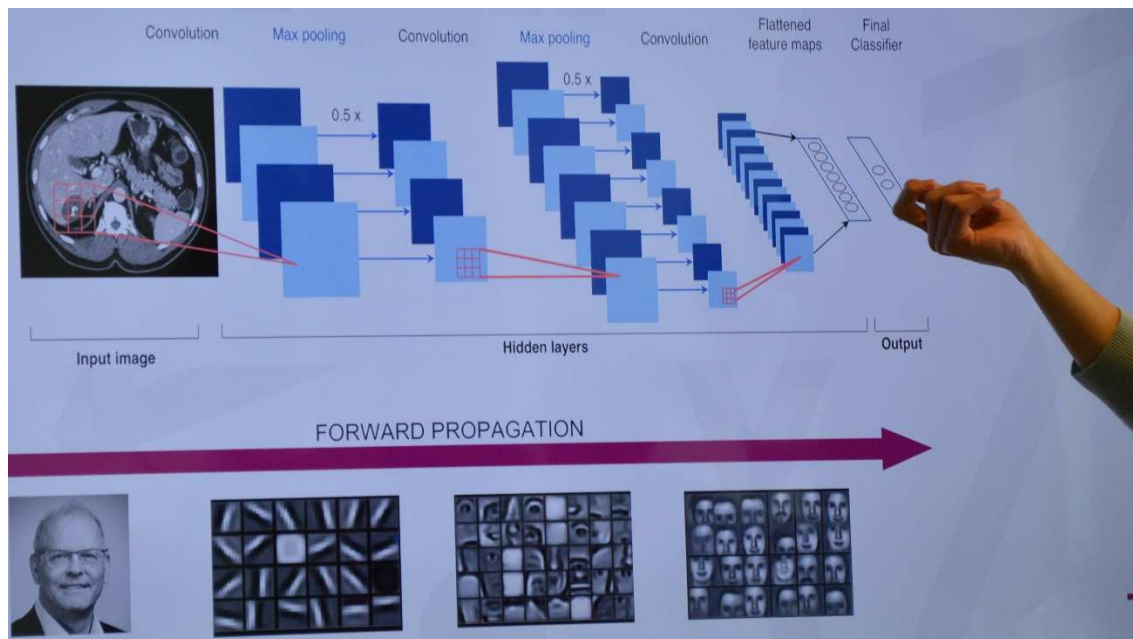 Convolution
Max pooling
Convolution
Max pooling
Convolution
Flattened
feature maps
Final
Classifier
0.5 x
0.5 x
Input image
Hidden layers
Output
FORWARD PROPAGATION